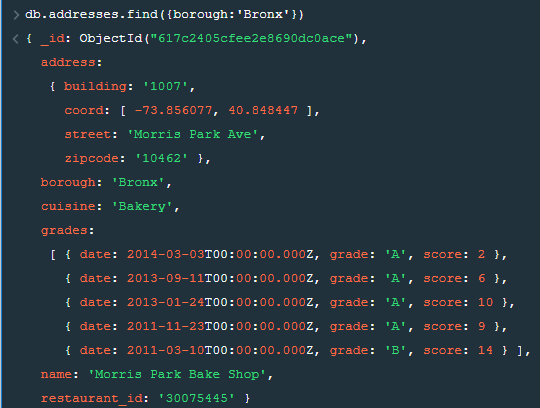 > db.addresses.find({borough:'Bronx'})
< { _id: ObjectId("617c2405cfee2e8690dc0ace"),
address:
{ building: '1007',
coord: [ -73.856077, 40.848447 ],
street: 'Morris Park Ave',
zipcode: '10462' },
borough: 'Bronx',
cuisine: 'Bakery',
grades:
[ { date: 2014-03-03T00:00:00.000Z, grade: 'A', score: 2 },
{ date: 2013-09-11T00:00:00.000Z, grade: 'A', score: 6 },
{ date: 2013-01-24T00:00:00.000Z, grade: 'A', score: 10 },
{ date: 2011-11-23T00:00:00.000Z, grade: 'A', score: 9 },
{ date: 2011-03-10T00:00:00.000Z, grade: 'B', score: 14 } ],
name: 'Morris Park Bake Shop',
restaurant_id: '30075445' }